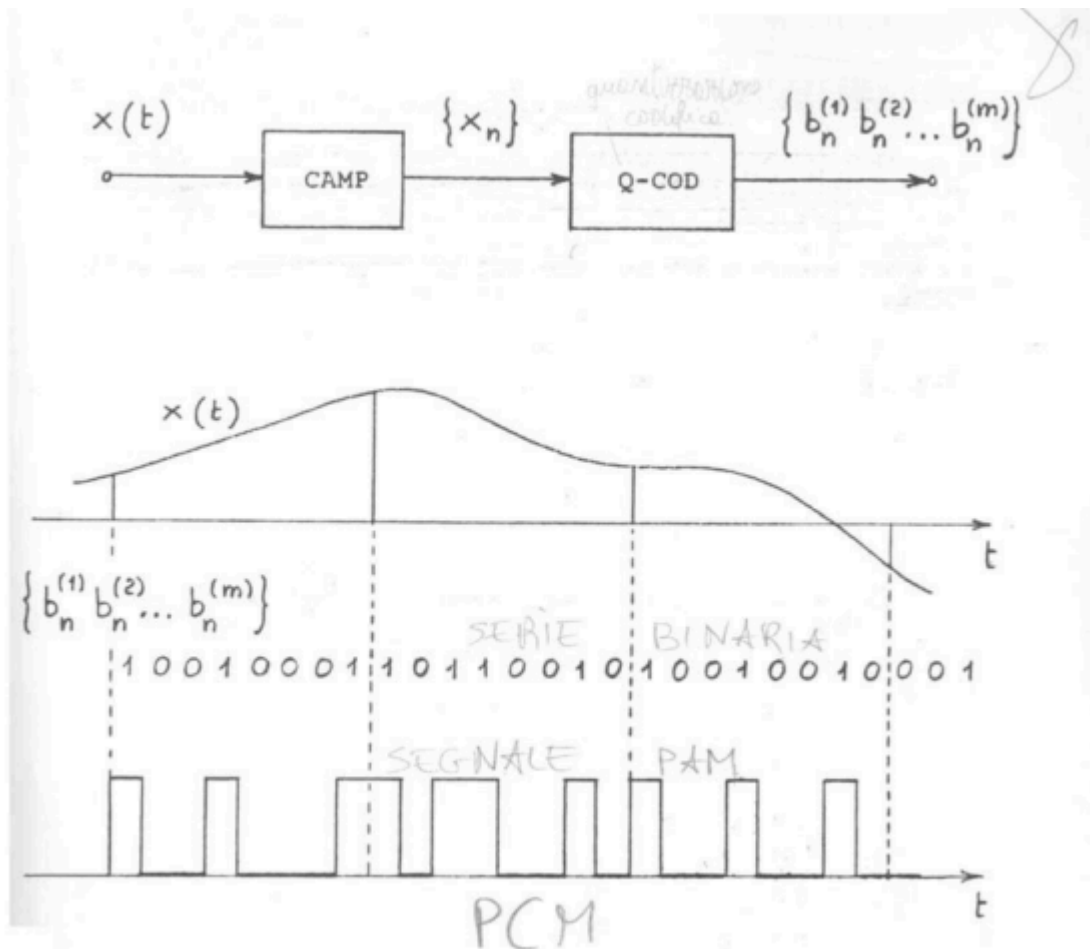 8
x(t) {x_n} {b_n^(1) b_n^(2) ... b_n^(m)}
CAMP Q-COD
x(t)
t
{b_n^(1) b_n^(2) ... b_n^(m)}
SERIE BINARIA
1 0 0 1 0 0 0 1 1 0 1 1 0 0 1 0 1 0 0 1 0 0 1 0 0 0 1
SEGNALE PAM
t
PCM